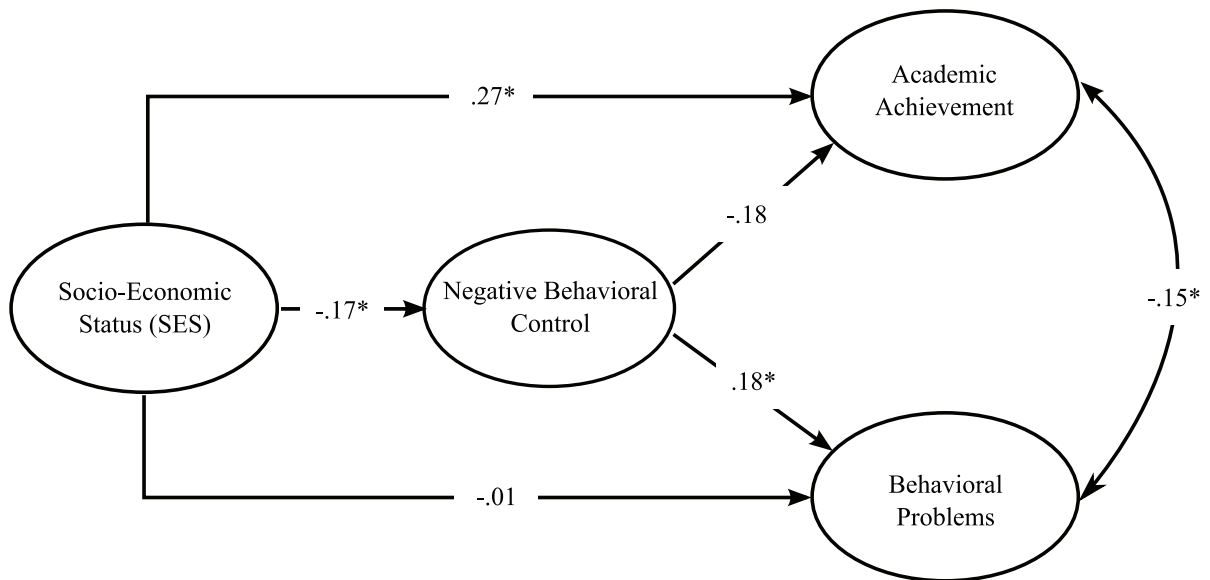 Academic
Achievement
.27*
-.18
Socio-Economic
Status (SES)
-.17*
Negative Behavioral
Control
-.15*
.18*
-.01
Behavioral
Problems